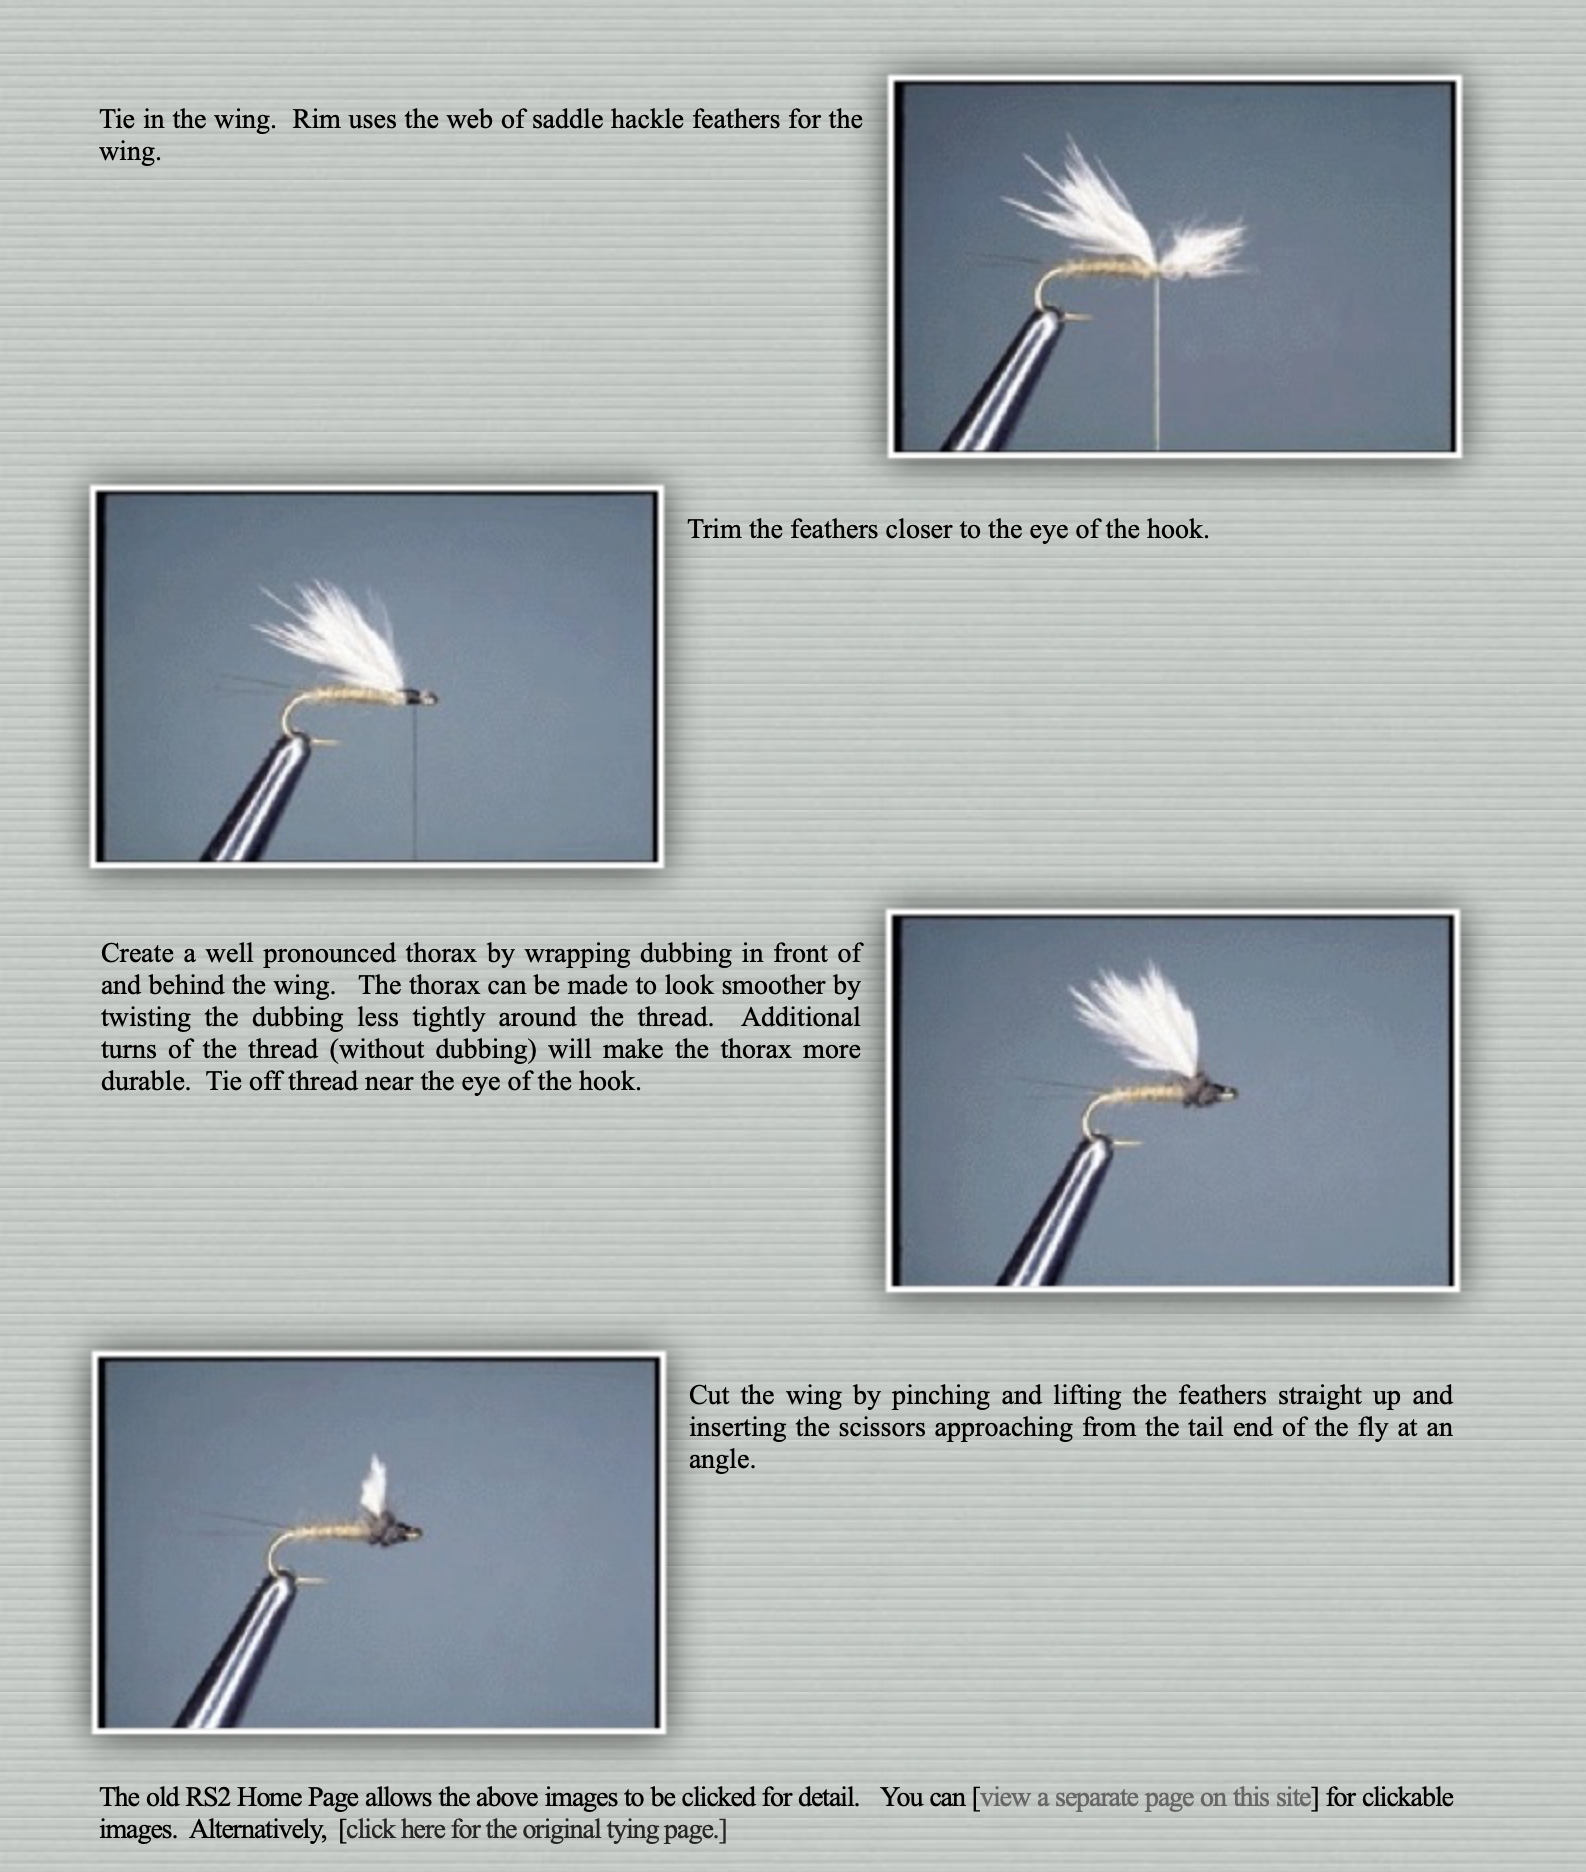 Tie in the wing.  Rim uses the web of saddle hackle feathers for the
wing.
Trim the feathers closer to the eye of the hook.
Create a well pronounced thorax by wrapping dubbing in front of
and behind the wing.  The thorax can be made to look smoother by
twisting the dubbing less tightly around the thread.  Additional
turns of the thread (without dubbing) will make the thorax more
durable.  Tie off thread near the eye of the hook.
Cut the wing by pinching and lifting the feathers straight up and
inserting the scissors approaching from the tail end of the fly at an
angle.
The old RS2 Home Page allows the above images to be clicked for detail.  You can [view a separate page on this site] for clickable
images.  Alternatively, [click here for the original tying page.]